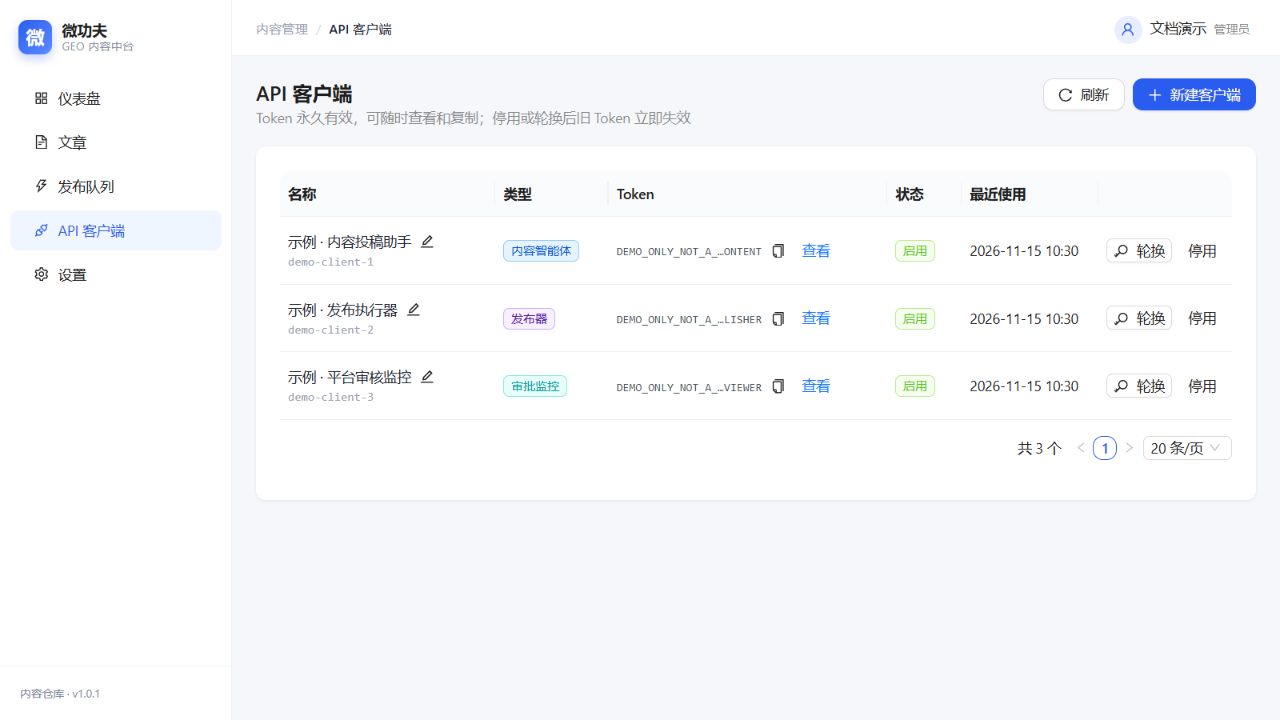 微
微功夫
GEO 内容中台
仪表盘
文章
发布队列
API 客户端
设置
内容仓库 · v1.0.1
内容管理 / API 客户端
文档演示 管理员
API 客户端
Token 永久有效，可随时查看和复制；停用或轮换后旧 Token 立即失效
刷新
新建客户端
名称 类型 Token 状态 最近使用
示例 · 内容投稿助手
demo-client-1
内容智能体 DEMO_ONLY_NOT_A_…ONTENT 查看 启用 2026-11-15 10:30 轮换 停用
示例 · 发布执行器
demo-client-2
发布器 DEMO_ONLY_NOT_A_…LISHER 查看 启用 2026-11-15 10:30 轮换 停用
示例 · 平台审核监控
demo-client-3
审批监控 DEMO_ONLY_NOT_A_…VIEWER 查看 启用 2026-11-15 10:30 轮换 停用
共 3 个 < 1 > 20 条/页